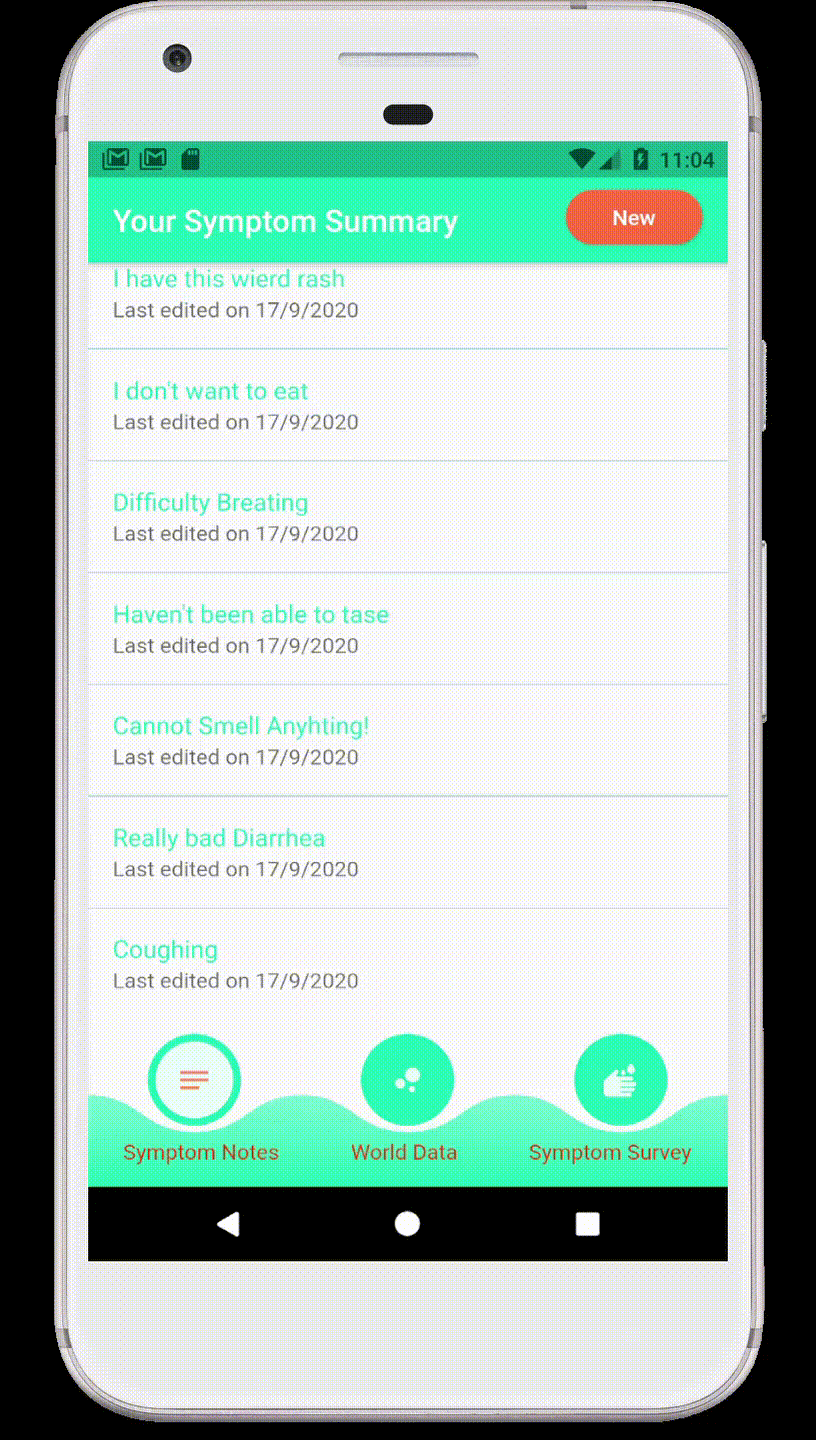 11:04
Your Symptom Summary
New
I have this wierd rash
Last edited on 17/9/2020
I don't want to eat
Last edited on 17/9/2020
Difficulty Breating
Last edited on 17/9/2020
Haven't been able to tase
Last edited on 17/9/2020
Cannot Smell Anyhting!
Last edited on 17/9/2020
Really bad Diarrhea
Last edited on 17/9/2020
Coughing
Last edited on 17/9/2020
Symptom Notes
World Data
Symptom Survey